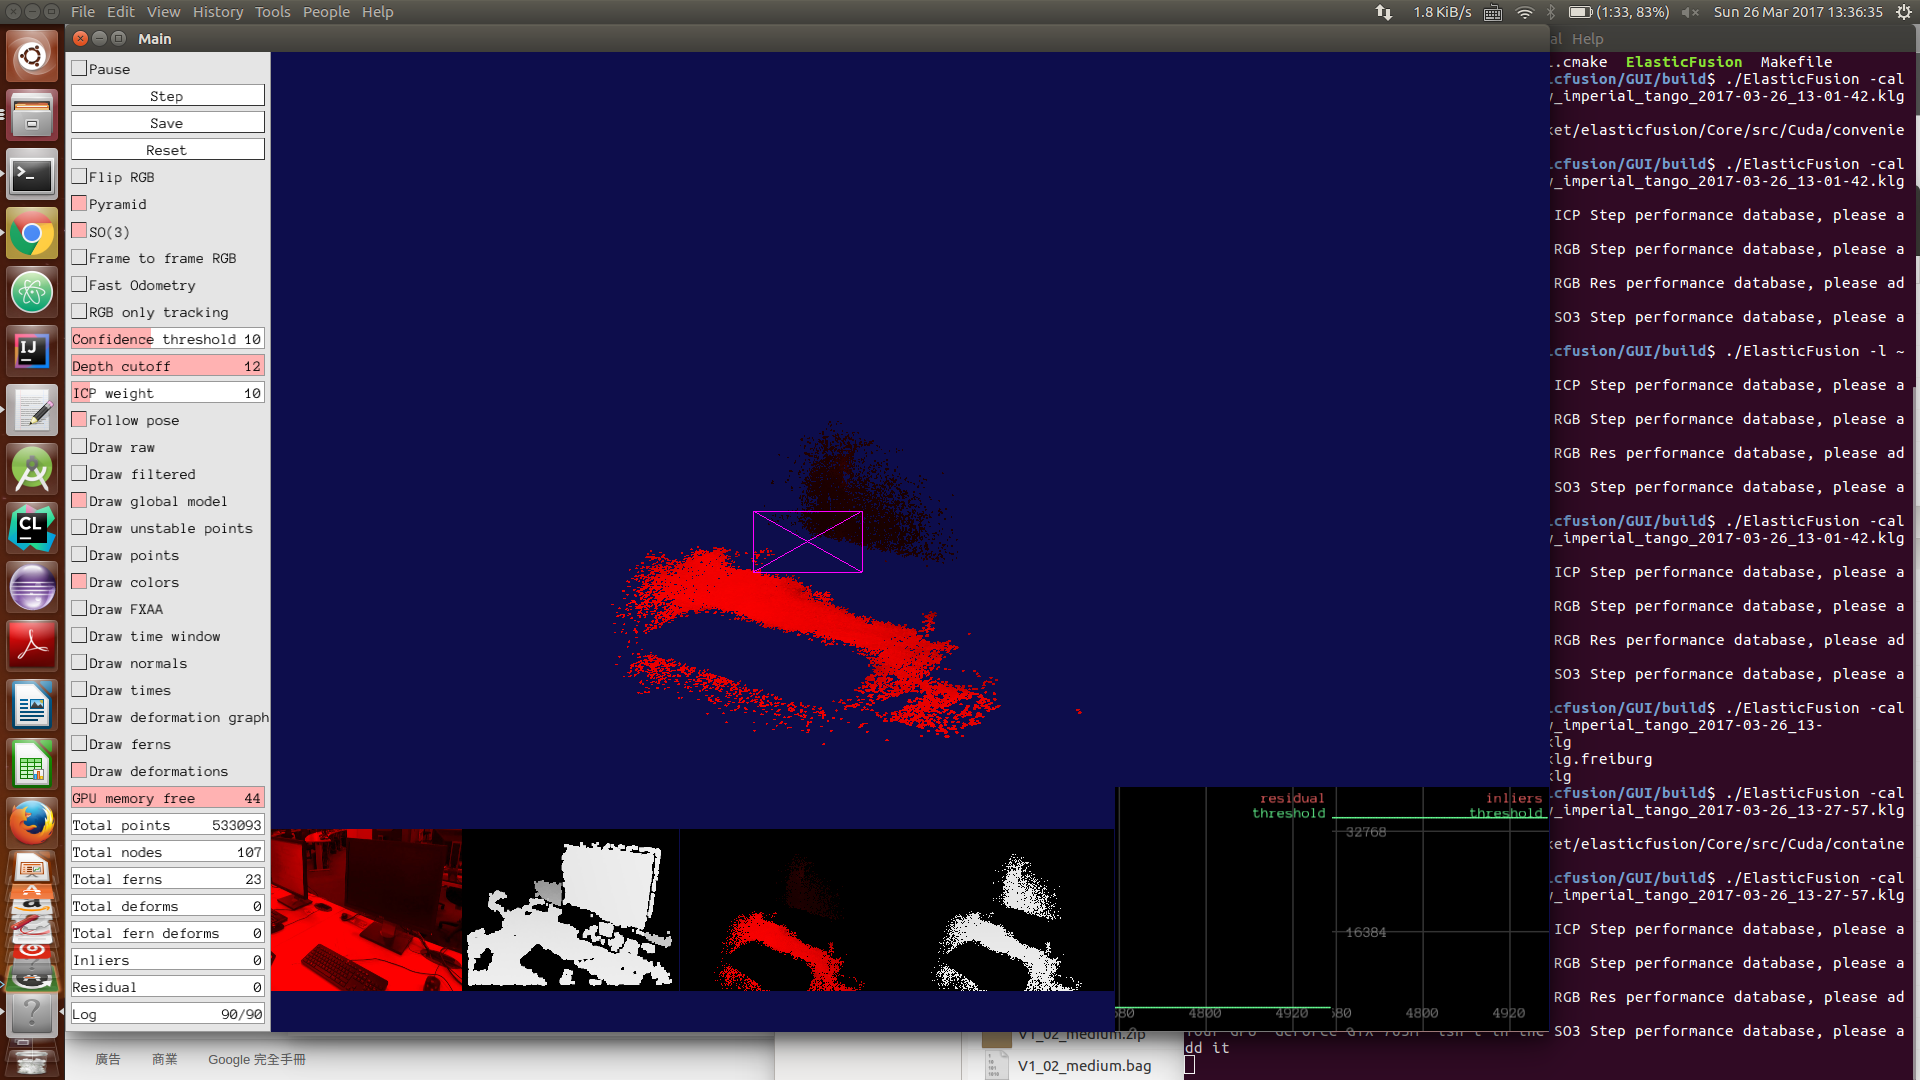 File Edit View History Tools People Help
1.8 KiB/s
(1:33, 83%)
Sun 26 Mar 2017 13:36:35
Main
Pause
Step
Save
Reset
Flip RGB
Pyramid
SO(3)
Frame to frame RGB
Fast Odometry
RGB only tracking
Confidence threshold 10
Depth cutoff 12
ICP weight 10
Follow pose
Draw raw
Draw filtered
Draw global model
Draw unstable points
Draw points
Draw colors
Draw FXAA
Draw time window
Draw normals
Draw times
Draw deformation graph
Draw ferns
Draw deformations
GPU memory free 44
Total points 533093
Total nodes 107
Total ferns 23
Total deforms 0
Total fern deforms 0
Inliers 0
Residual 0
Log 90/90
residual
threshold
4800 4920
inliers
threshold
32768
16384
4800 4920
al Help
.cmake ElasticFusion Makefile
cfusion/GUI/build$ ./ElasticFusion -cal
_imperial_tango_2017-03-26_13-01-42.klg
ket/elasticfusion/Core/src/Cuda/convenie
cfusion/GUI/build$ ./ElasticFusion -cal
_imperial_tango_2017-03-26_13-01-42.klg
ICP Step performance database, please a
RGB Step performance database, please a
RGB Res performance database, please ad
SO3 Step performance database, please a
cfusion/GUI/build$ ./ElasticFusion -l ~
ICP Step performance database, please a
RGB Step performance database, please a
RGB Res performance database, please ad
SO3 Step performance database, please a
cfusion/GUI/build$ ./ElasticFusion -cal
_imperial_tango_2017-03-26_13-01-42.klg
ICP Step performance database, please a
RGB Step performance database, please a
RGB Res performance database, please ad
SO3 Step performance database, please a
cfusion/GUI/build$ ./ElasticFusion -cal
_imperial_tango_2017-03-26_13-
klg
klg.freiburg
klg
cfusion/GUI/build$ ./ElasticFusion -cal
_imperial_tango_2017-03-26_13-27-57.klg
ket/elasticfusion/Core/src/Cuda/containe
cfusion/GUI/build$ ./ElasticFusion -cal
_imperial_tango_2017-03-26_13-27-57.klg
ICP Step performance database, please a
RGB Step performance database, please a
RGB Res performance database, please ad
SO3 Step performance database, please a
dd it
廣告 商業 Google 完全手冊
V1_02_medium.zip
V1_02_medium.bag
IJ
CL